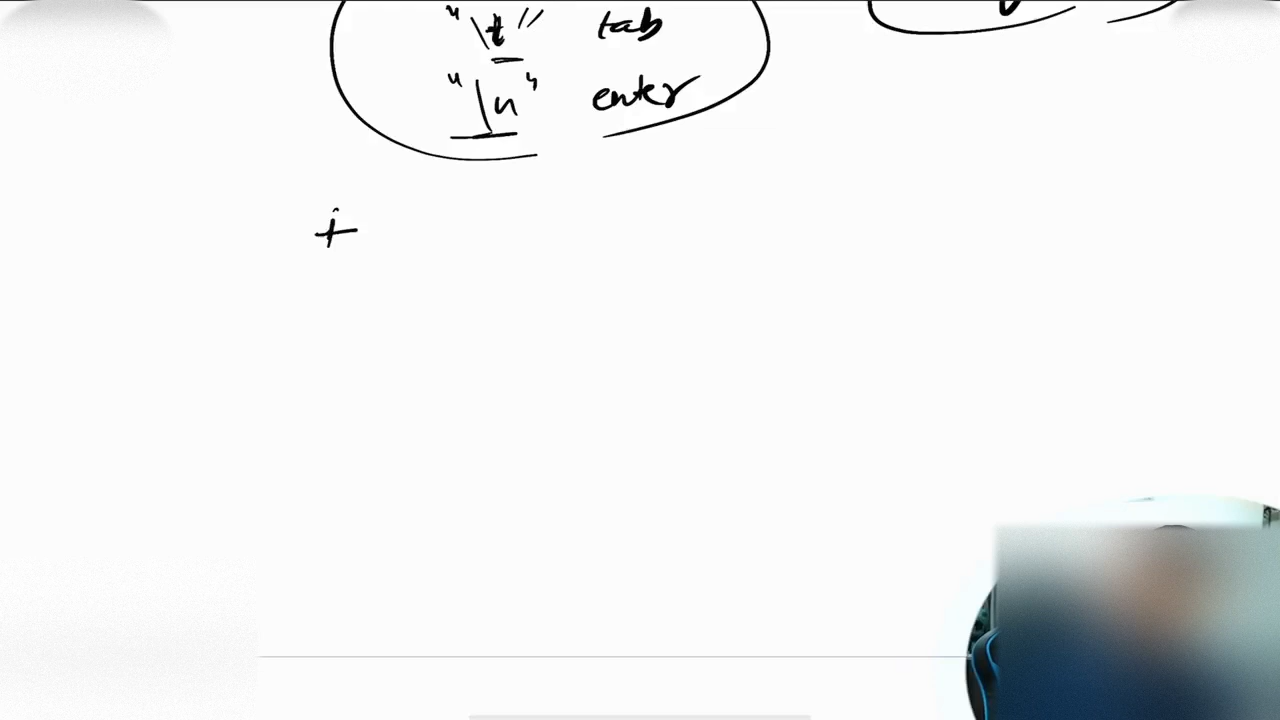 "\t" tab
"\n" enter
+